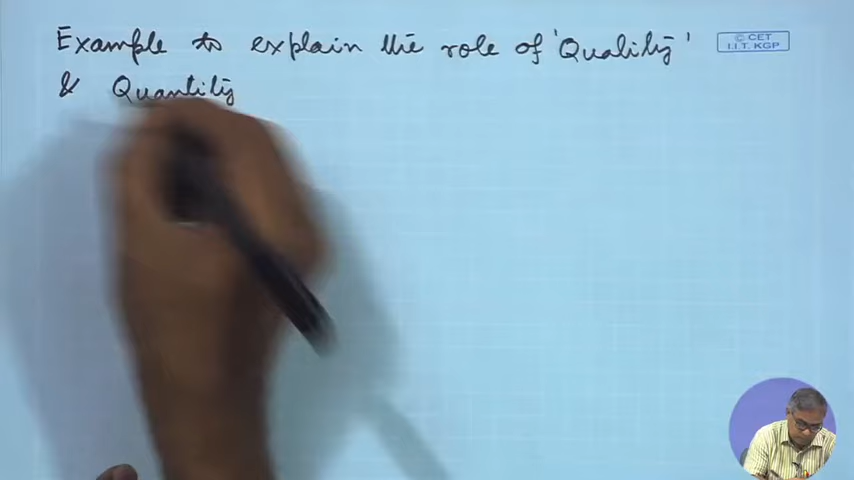 Example to explain the role of 'Quality'
& Quantity
© CET
I.I.T. KGP